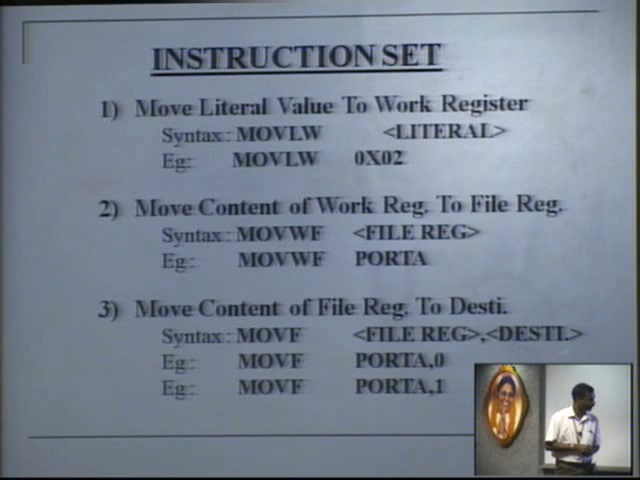 INSTRUCTION SET
1) Move Literal Value To Work Register
Syntax: MOVLW <LITERAL>
Eg: MOVLW 0X02
2) Move Content of Work Reg. To File Reg.
Syntax: MOVWF <FILE REG>
Eg: MOVWF PORTA
3) Move Content of File Reg. To Desti.
Syntax: MOVF <FILE REG>,<DESTI.>
Eg: MOVF PORTA,0
Eg: MOVF PORTA,1